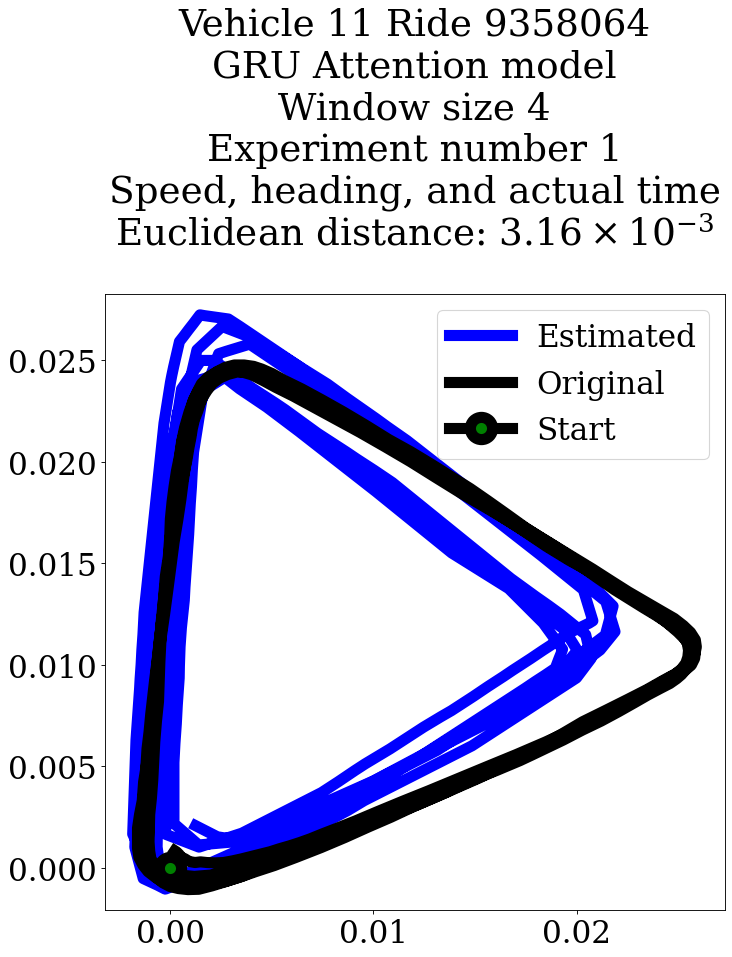 Vehicle 11 Ride 9358064
GRU Attention model
Window size 4
Experiment number 1
Speed, heading, and actual time
Euclidean distance: 3.16 × 10⁻³
Estimated
Original
Start
0.025
0.020
0.015
0.010
0.005
0.000
0.00 0.01 0.02